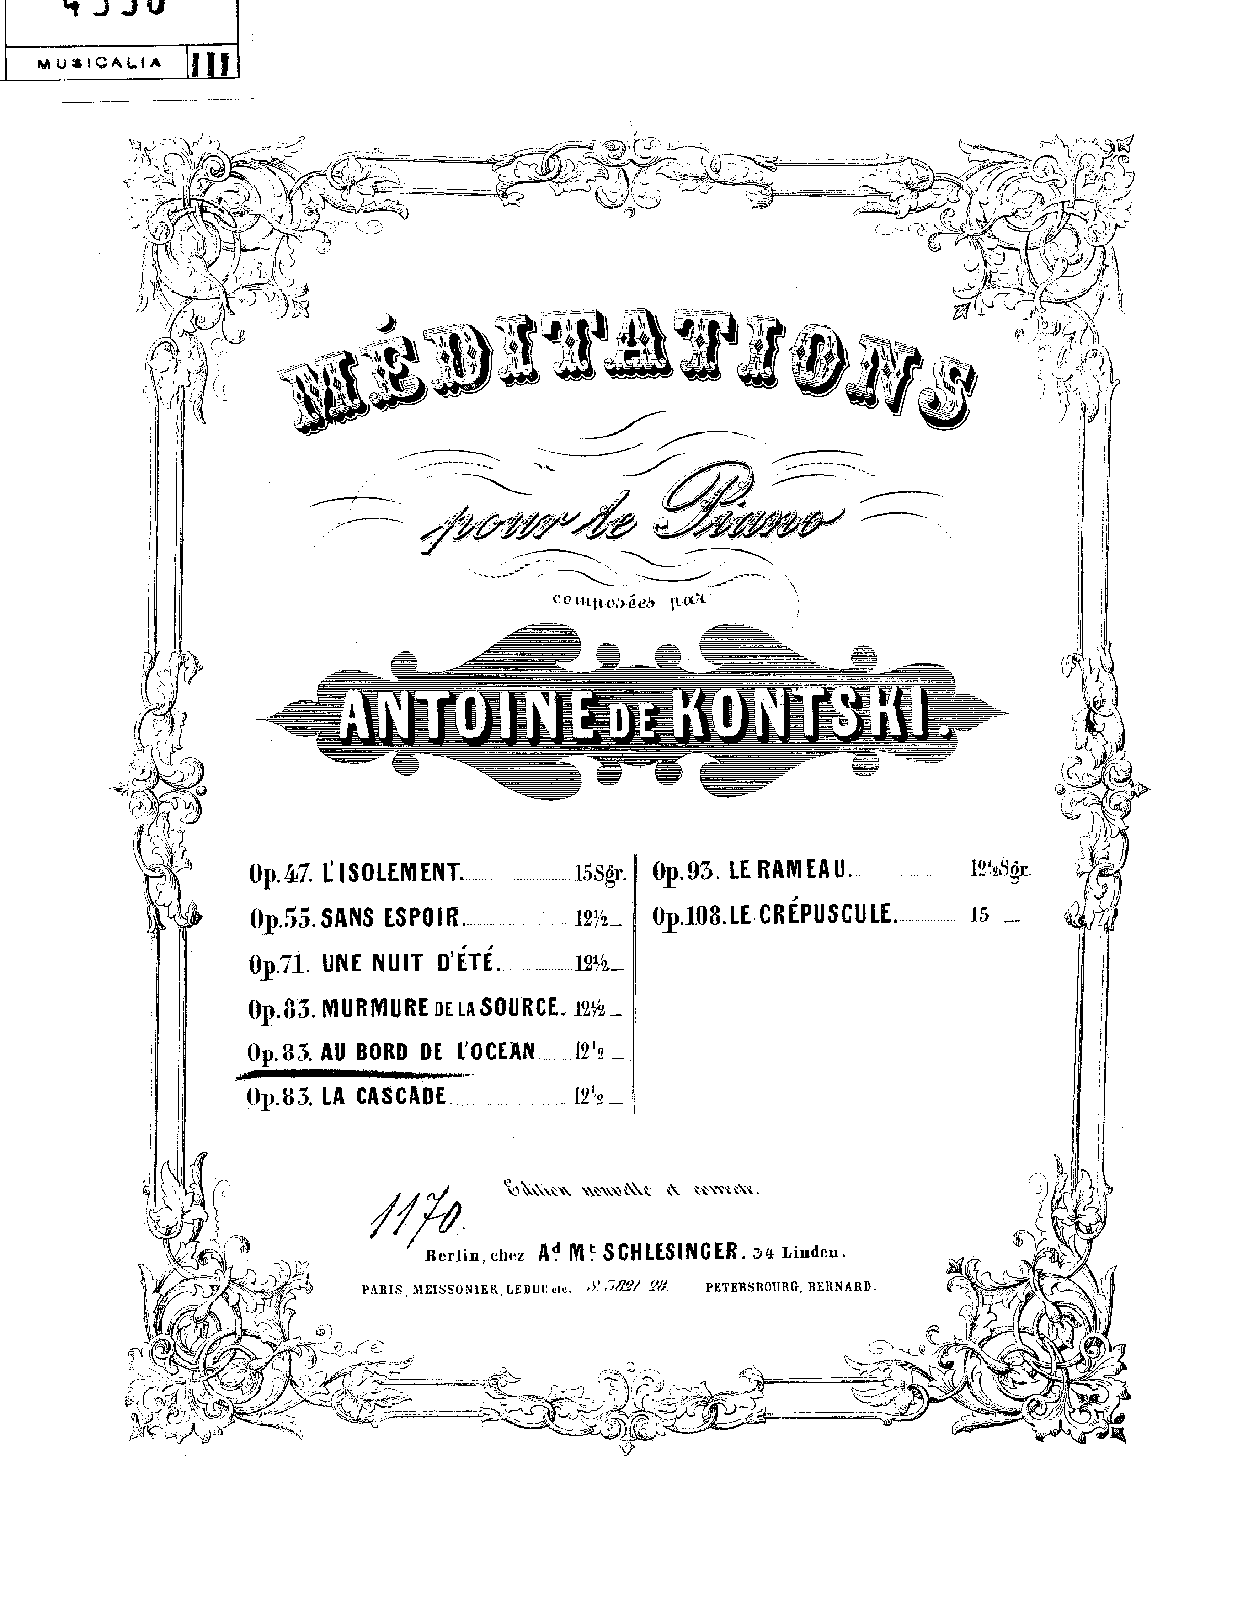 MUSICALIA III
MÉDITATIONS
pour le Piano
composées par
ANTOINE DE KONTSKI.
Op. 47. L'ISOLEMENT. 15 Sgr.
Op. 55. SANS ESPOIR. 12½ _
Op. 71. UNE NUIT D'ÉTÉ. 12½ _
Op. 83. MURMURE DE LA SOURCE. 12½ _
Op. 83. AU BORD DE L'OCEAN 12½ _
Op. 83. LA CASCADE. 12½ _
Op. 93. LE RAMEAU. 12½ Sgr.
Op. 108. LE CRÉPUSCULE. 15 _
Edition nouvelle et correcte.
1170.
Berlin, chez Ad Mt SCHLESINGER. 34 Linden.
PARIS, MEISSONIER, LEDUC etc. PETERSBOURG, BERNARD.